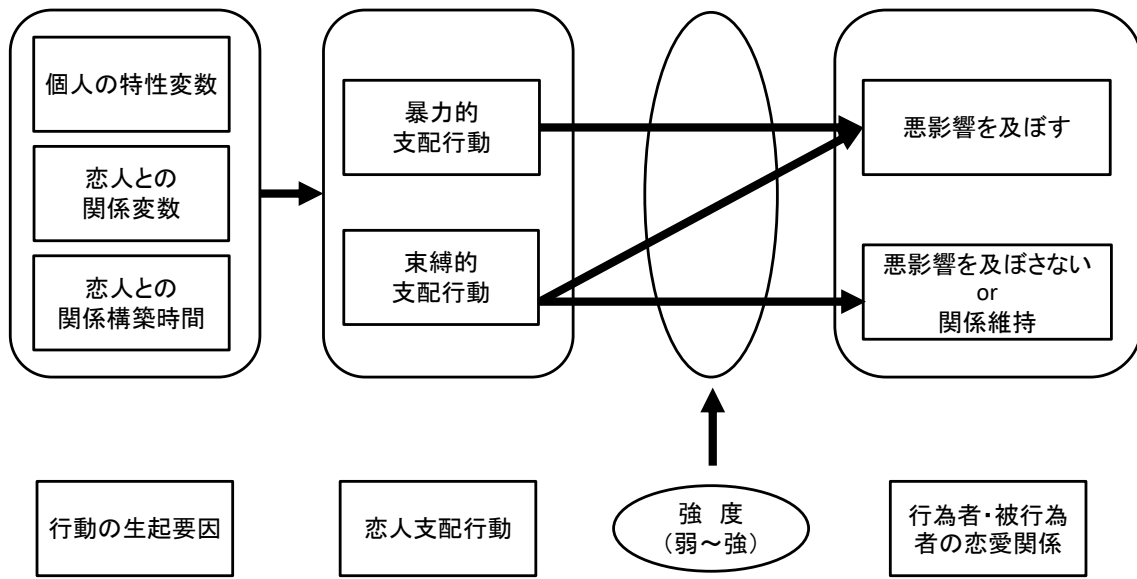 個人の特性変数
恋人との
関係変数
恋人との
関係構築時間
暴力的
支配行動
束縛的
支配行動
悪影響を及ぼす
悪影響を及ぼさない
or
関係維持
行動の生起要因
恋人支配行動
強 度
（弱～強）
行為者・被行為
者の恋愛関係